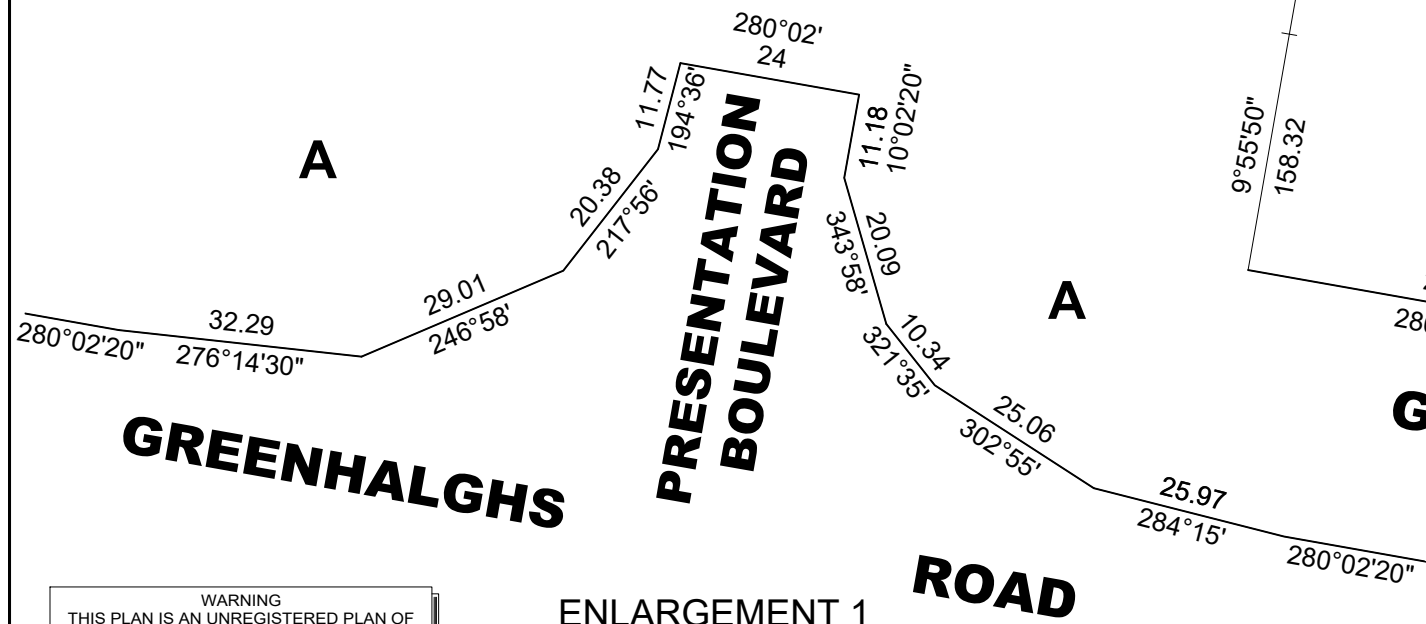 280°02'
24
11.77
194°36'
11.18
10°02'20"
A
20.38
217°56'
PRESENTATION
BOULEVARD
20.09
343°58'
9°55'50"
158.32
A
29.01
246°58'
32.29
280°02'20"
276°14'30"
10.34
321°35'
25.06
302°55'
GREENHALGHS
25.97
284°15'
280°02'20"
ROAD
WARNING
THIS PLAN IS AN UNREGISTERED PLAN OF
ENLARGEMENT 1